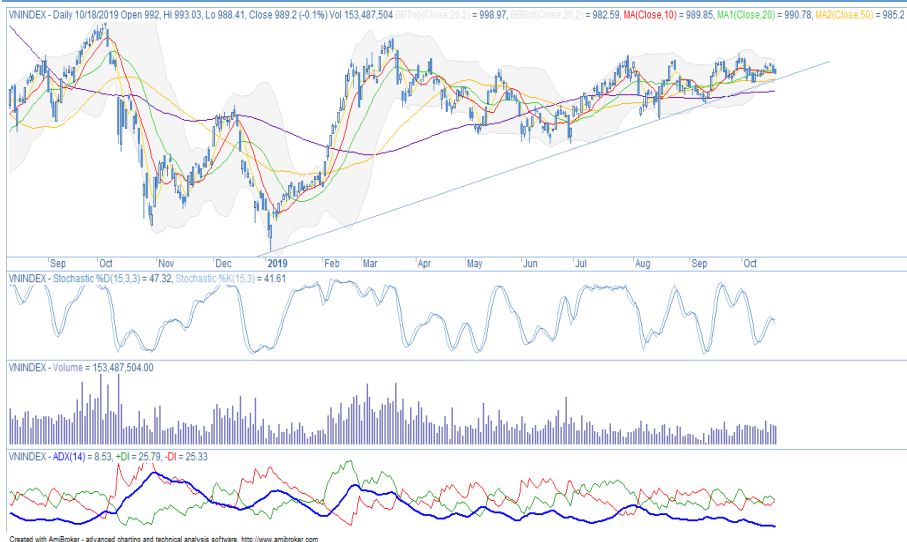 VNINDEX - Daily 10/18/2019 Open 992, Hi 993.03, Lo 988.41, Close 989.2 (-0.1%) Vol 153,487,504 BBTop(Close,20,2) = 998.97, BBBot(Close,20,2) = 982.59, MA(Close,10) = 989.85, MA1(Close,20) = 990.78, MA2(Close,50) = 985.2
Sep Oct Nov Dec 2019 Feb Mar Apr May Jun Jul Aug Sep Oct
VNINDEX - Stochastic %D(15,3,3) = 47.32, Stochastic %K(15,3) = 41.61
VNINDEX - Volume = 153,487,504.00
VNINDEX - ADX(14) = 8.53, +DI = 25.79, -DI = 25.33
Created with AmiBroker - advanced charting and technical analysis software. http://www.amibroker.com